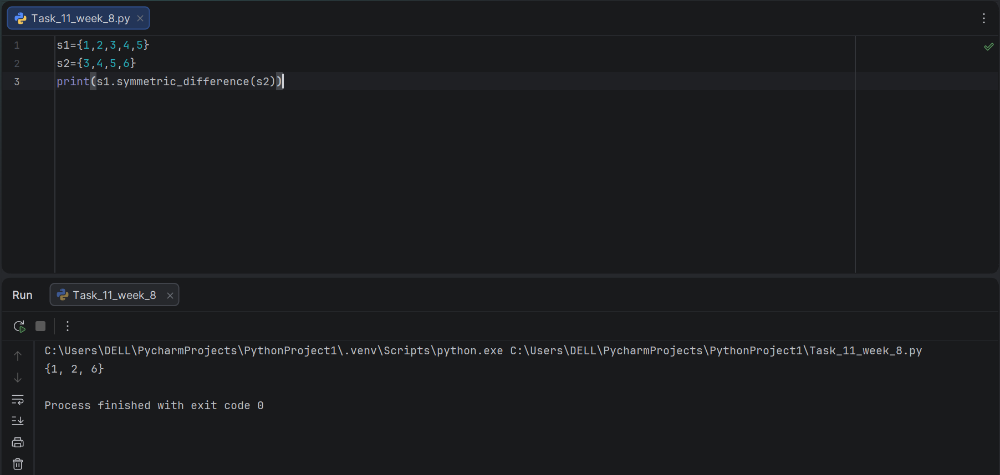 Task_11_week_8.py
1 s1={1,2,3,4,5}
2 s2={3,4,5,6}
3 print(s1.symmetric_difference(s2))
Run Task_11_week_8
C:\Users\DELL\PycharmProjects\PythonProject1\.venv\Scripts\python.exe C:\Users\DELL\PycharmProjects\PythonProject1\Task_11_week_8.py
{1, 2, 6}
Process finished with exit code 0